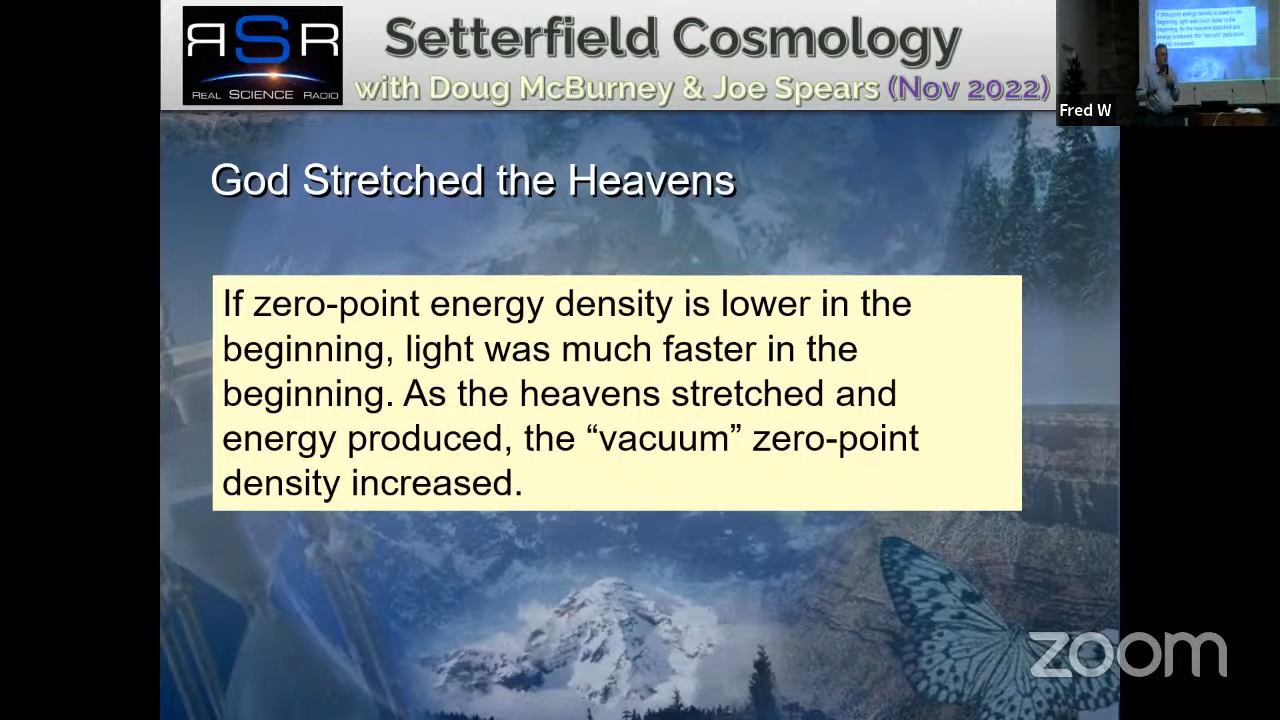 RSR
REAL SCIENCE RADIO
Setterfield Cosmology
with Doug McBurney & Joe Spears (Nov 2022)
Fred W
God Stretched the Heavens
If zero-point energy density is lower in the
beginning, light was much faster in the
beginning. As the heavens stretched and
energy produced, the “vacuum” zero-point
density increased.
zoom